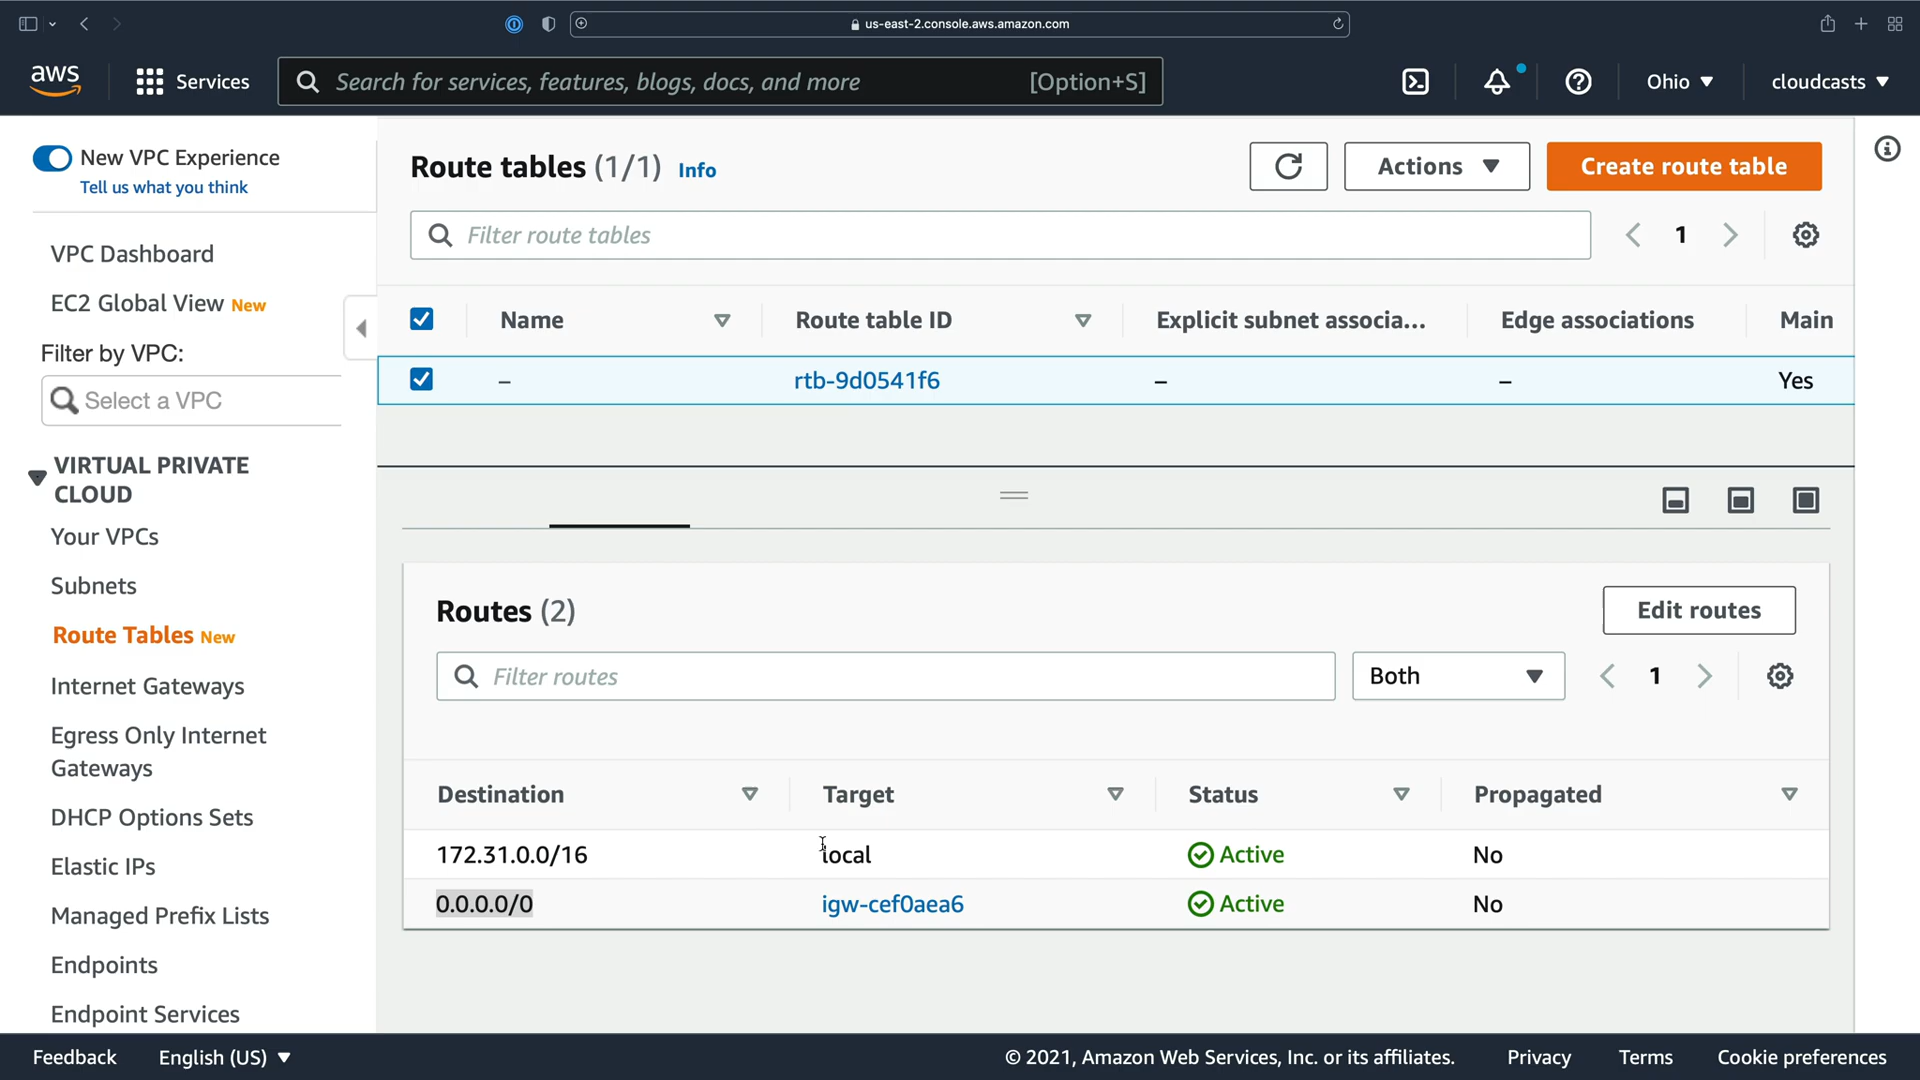 us-east-2.console.aws.amazon.com
aws
Services
Search for services, features, blogs, docs, and more
[Option+S]
Ohio
cloudcasts
New VPC Experience
Tell us what you think
VPC Dashboard
EC2 Global View New
Filter by VPC:
Select a VPC
VIRTUAL PRIVATE
CLOUD
Your VPCs
Subnets
Route Tables New
Internet Gateways
Egress Only Internet
Gateways
DHCP Options Sets
Elastic IPs
Managed Prefix Lists
Endpoints
Endpoint Services
Route tables (1/1) Info
Actions
Create route table
Filter route tables
1
Name
Route table ID
Explicit subnet associa...
Edge associations
Main
–
rtb-9d0541f6
–
–
Yes
Routes (2)
Edit routes
Filter routes
Both
1
Destination
Target
Status
Propagated
172.31.0.0/16
local
Active
No
0.0.0.0/0
igw-cef0aea6
Active
No
Feedback
English (US)
© 2021, Amazon Web Services, Inc. or its affiliates.
Privacy
Terms
Cookie preferences